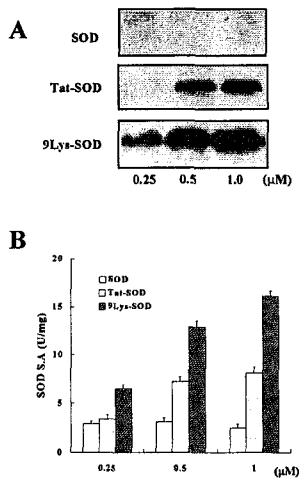 A
SOD
Tat-SOD
9Lys-SOD
0.25 0.5 1.0 (μM)
B
SOD S.A (U/mg)
20
15
10
5
0
SOD
Tat-SOD
9Lys-SOD
0.25 9.5 1 (μM)